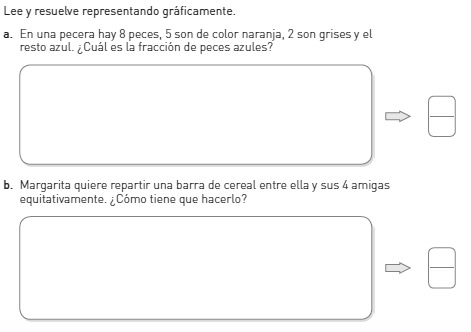 Lee y resuelve representando gráficamente.
a. En una pecera hay 8 peces, 5 son de color naranja, 2 son grises y el
resto azul. ¿Cuál es la fracción de peces azules?
b. Margarita quiere repartir una barra de cereal entre ella y sus 4 amigas
equitativamente. ¿Cómo tiene que hacerlo?